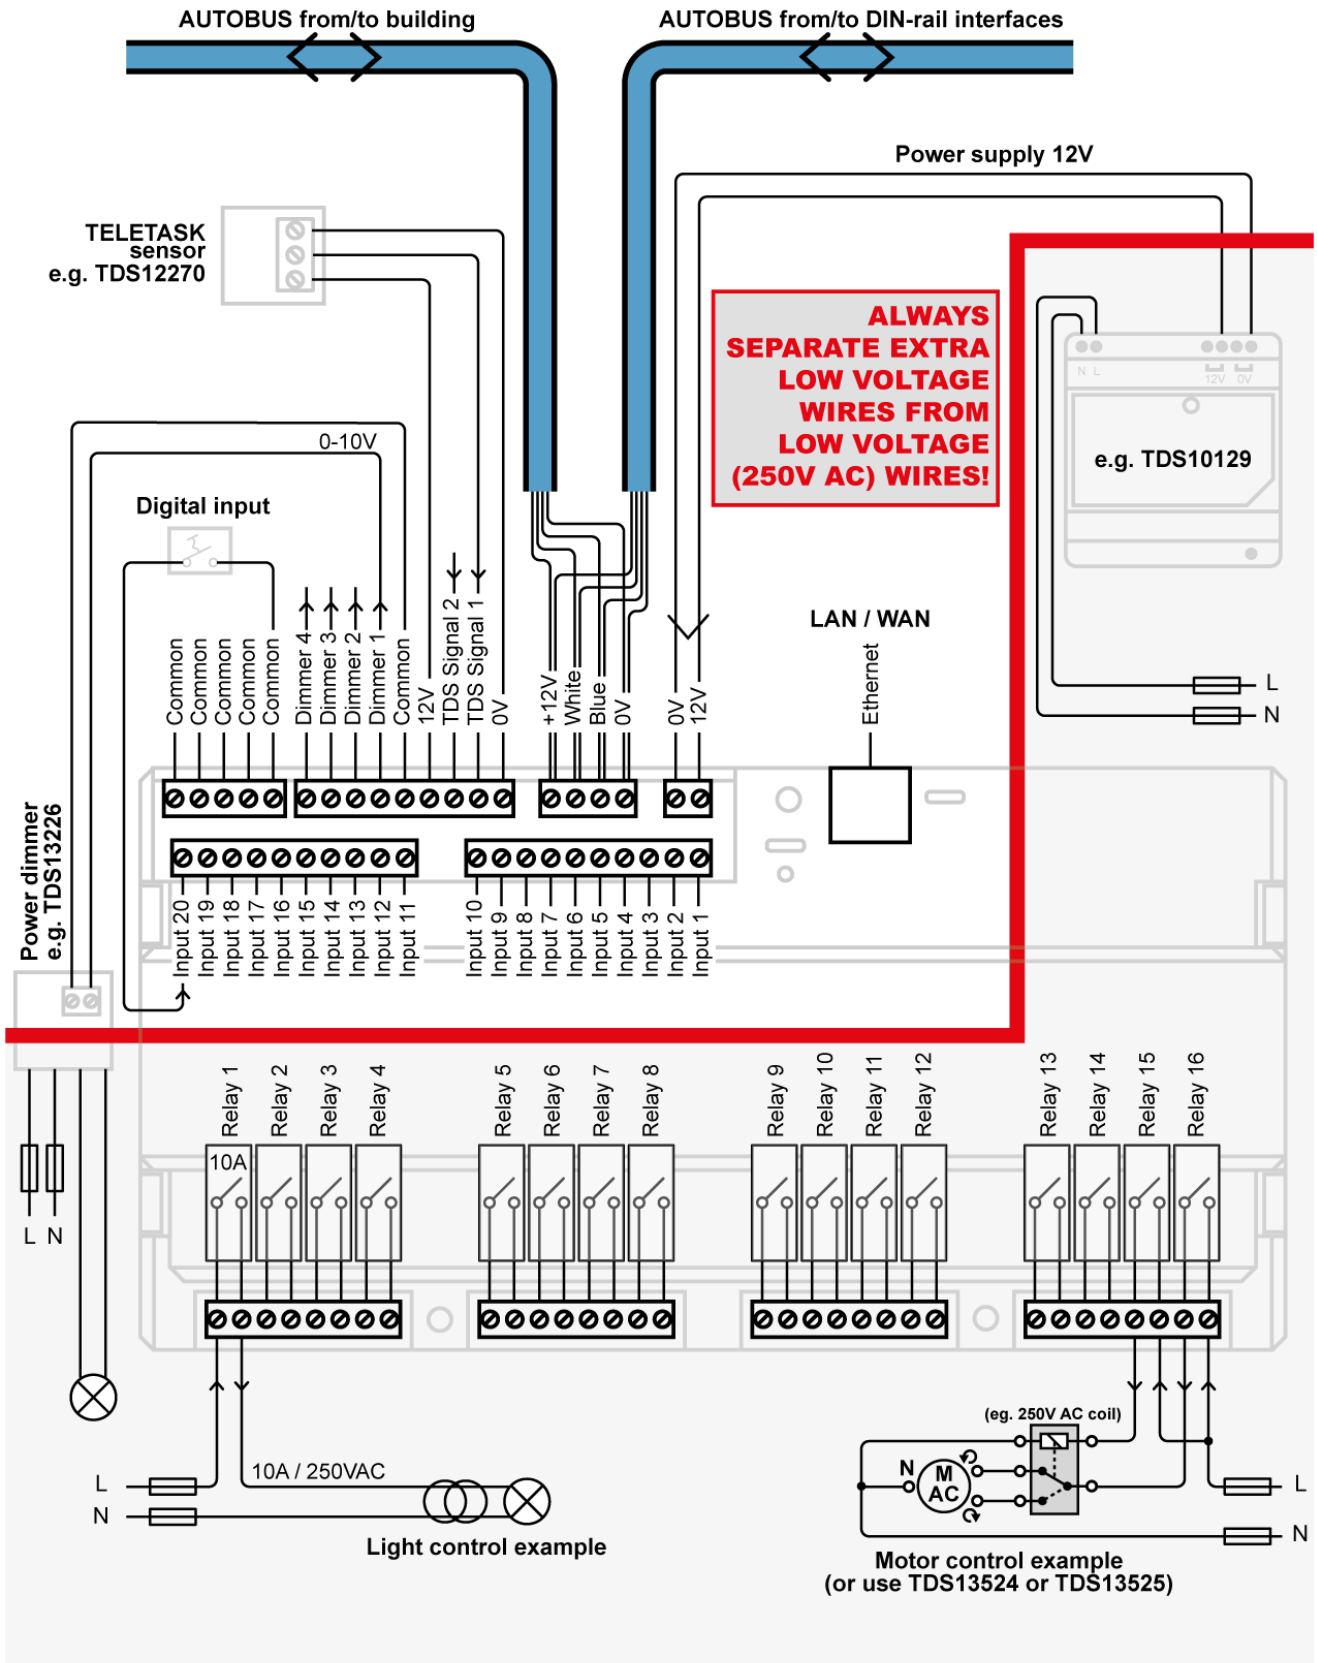 AUTOBUS from/to building
AUTOBUS from/to DIN-rail interfaces
Power supply 12V
TELETASK
sensor
e.g. TDS12270
ALWAYS
SEPARATE EXTRA
LOW VOLTAGE
WIRES FROM
LOW VOLTAGE
(250V AC) WIRES!
N L
12V
0V
e.g. TDS10129
0-10V
Digital input
LAN / WAN
Ethernet
L
N
Common
Common
Common
Common
Common
Dimmer 4
Dimmer 3
Dimmer 2
Dimmer 1
Common
12V
TDS Signal 2
TDS Signal 1
0V
+12V
White
Blue
0V
0V
12V
Power dimmer
e.g. TDS13226
Input 20
Input 19
Input 18
Input 17
Input 16
Input 15
Input 14
Input 13
Input 12
Input 11
Input 10
Input 9
Input 8
Input 7
Input 6
Input 5
Input 4
Input 3
Input 2
Input 1
Relay 1
Relay 2
Relay 3
Relay 4
Relay 5
Relay 6
Relay 7
Relay 8
Relay 9
Relay 10
Relay 11
Relay 12
Relay 13
Relay 14
Relay 15
Relay 16
10A
L N
(eg. 250V AC coil)
L
10A / 250VAC
N
N
M
AC
L
N
Light control example
Motor control example
(or use TDS13524 or TDS13525)